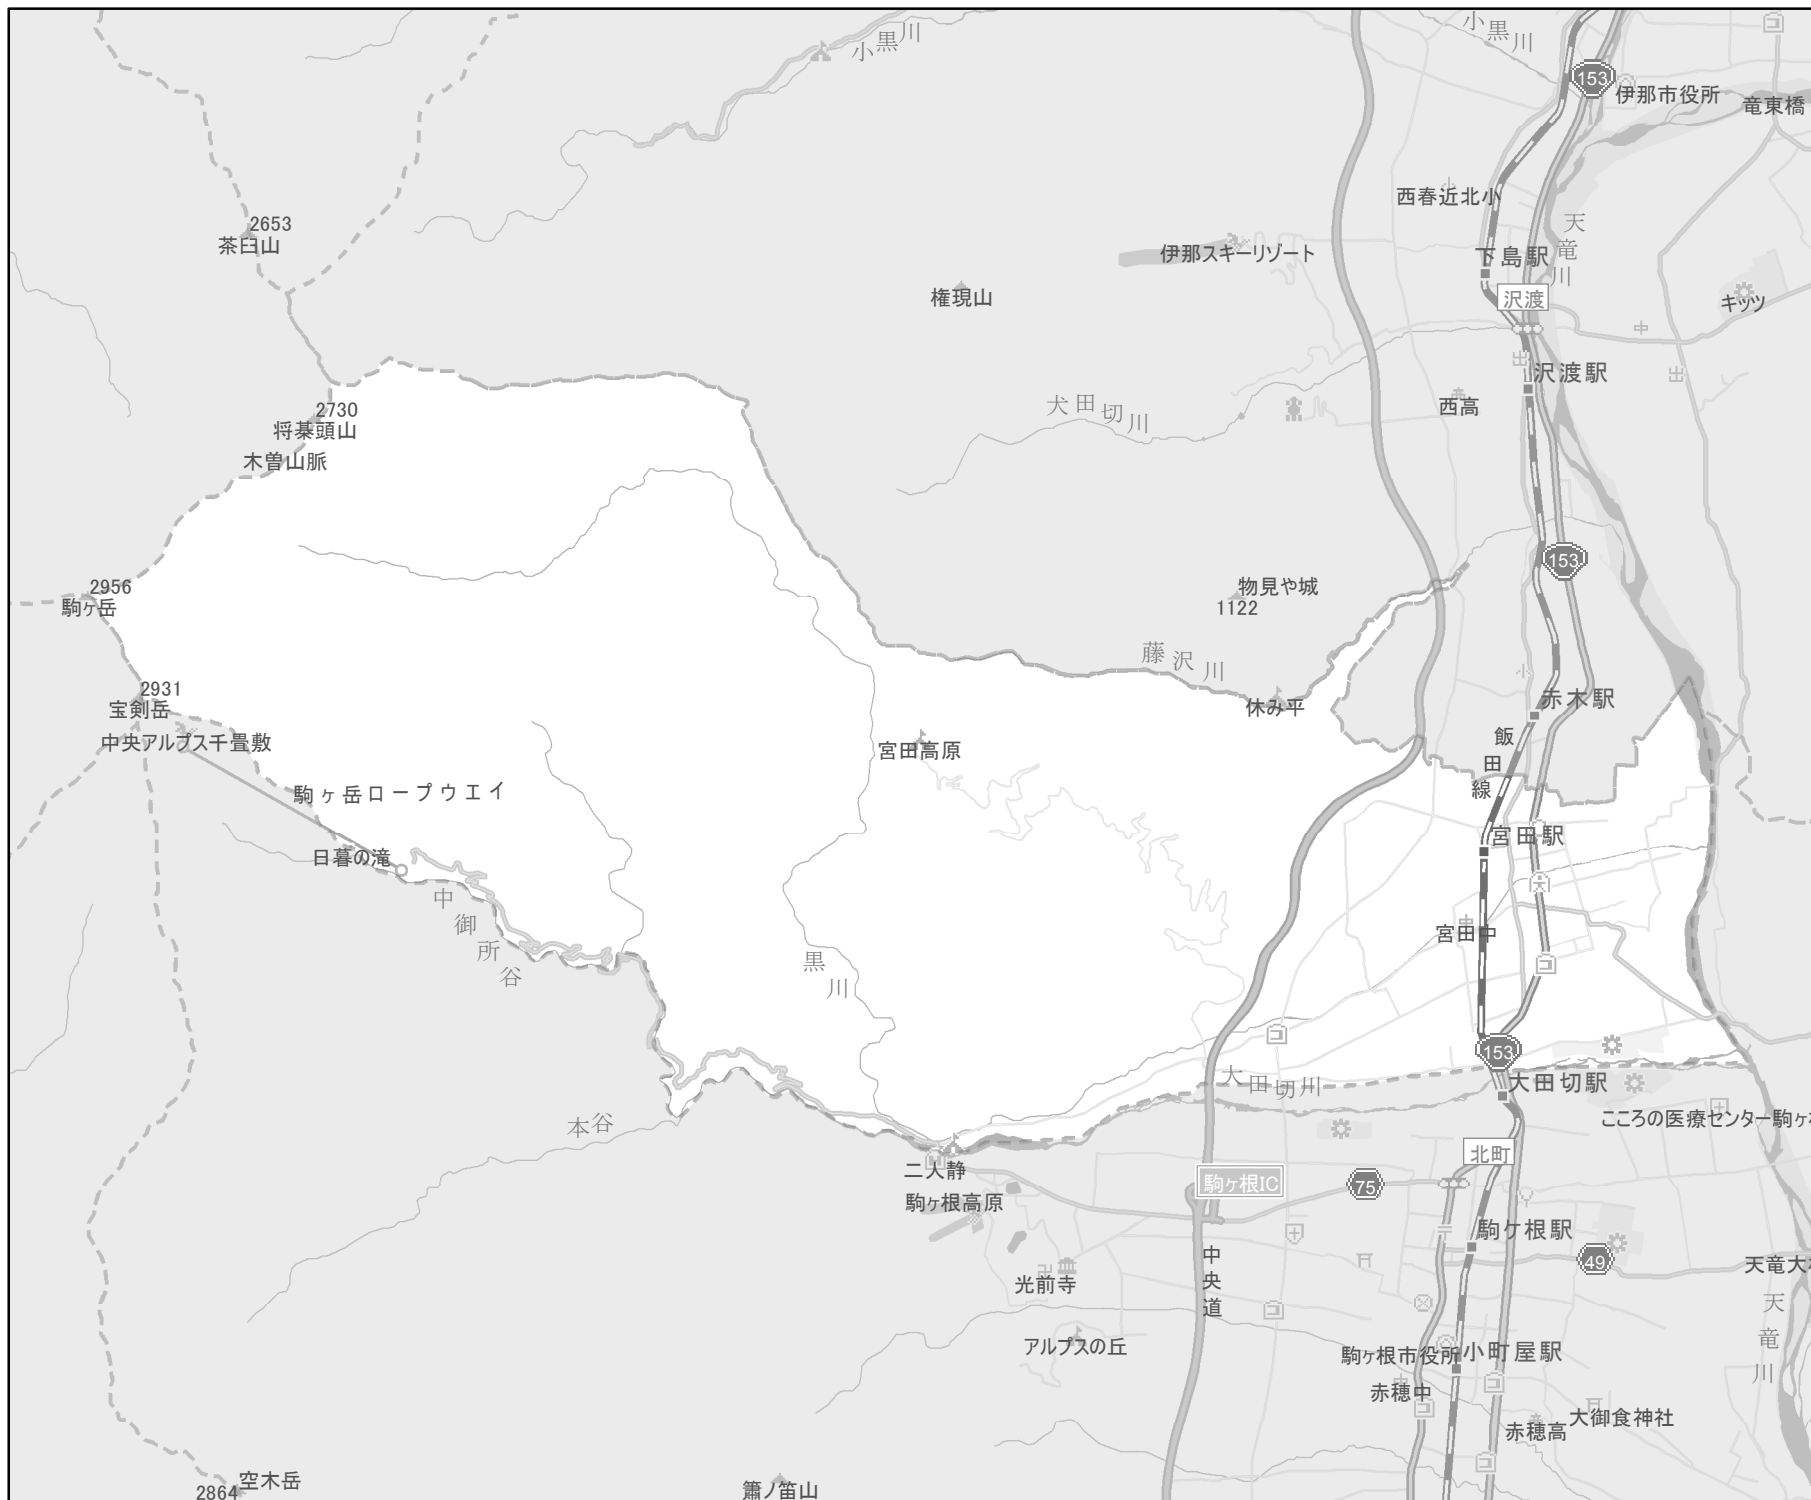 小黒川
小黒川
153
伊那市役所
竜東橋
西春近北小
天竜川
2653
茶臼山
伊那スキーリゾート
下島駅
沢渡
権現山
キッツ
沢渡駅
2730
将棊頭山
木曽山脈
犬田切川
西高
153
2956
駒ヶ岳
物見や城
1122
藤沢川
2931
宝剣岳
休み平
赤木駅
中央アルプス千畳敷
宮田高原
飯田線
駒ヶ岳ロープウエイ
宮田駅
日暮の滝
中御所谷
宮田中
黒川
153
大田切川
大田切駅
本谷
こころの医療センター駒ヶ
北町
二人静
駒ヶ根IC
75
駒ヶ根高原
駒ケ根駅
中央道
49
天竜大
光前寺
天竜川
アルプスの丘
駒ヶ根市役所
小町屋駅
赤穂中
大御食神社
赤穂高
空木岳
2864
簫ノ笛山